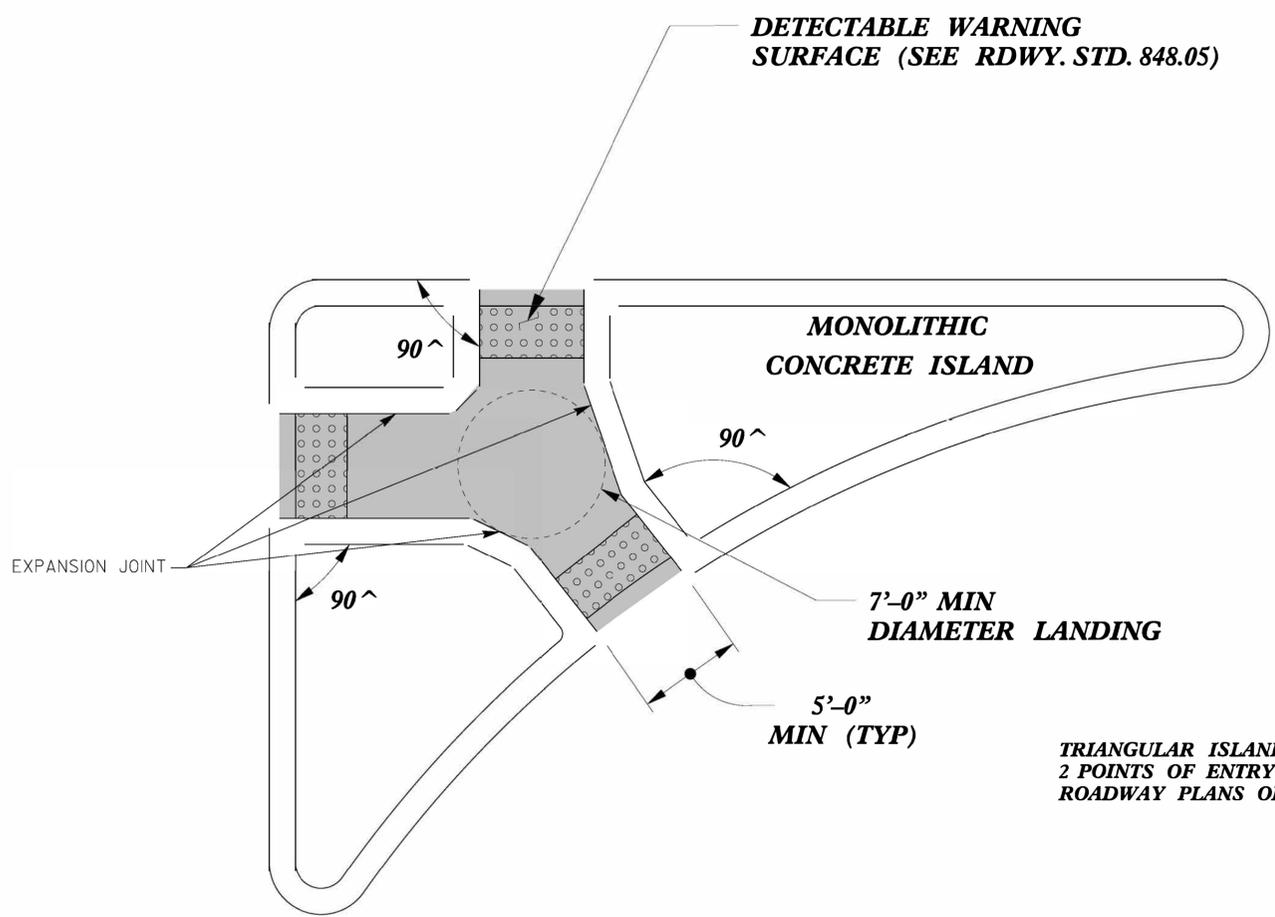 DETECTABLE WARNING
SURFACE (SEE RDWY. STD. 848.05)
90^
MONOLITHIC
CONCRETE ISLAND
90^
EXPANSION JOINT
90^
7'-0" MIN
DIAMETER LANDING
5'-0"
MIN (TYP)
TRIANGULAR
2 POINTS OF ENTRY
ROADWAY PLANS